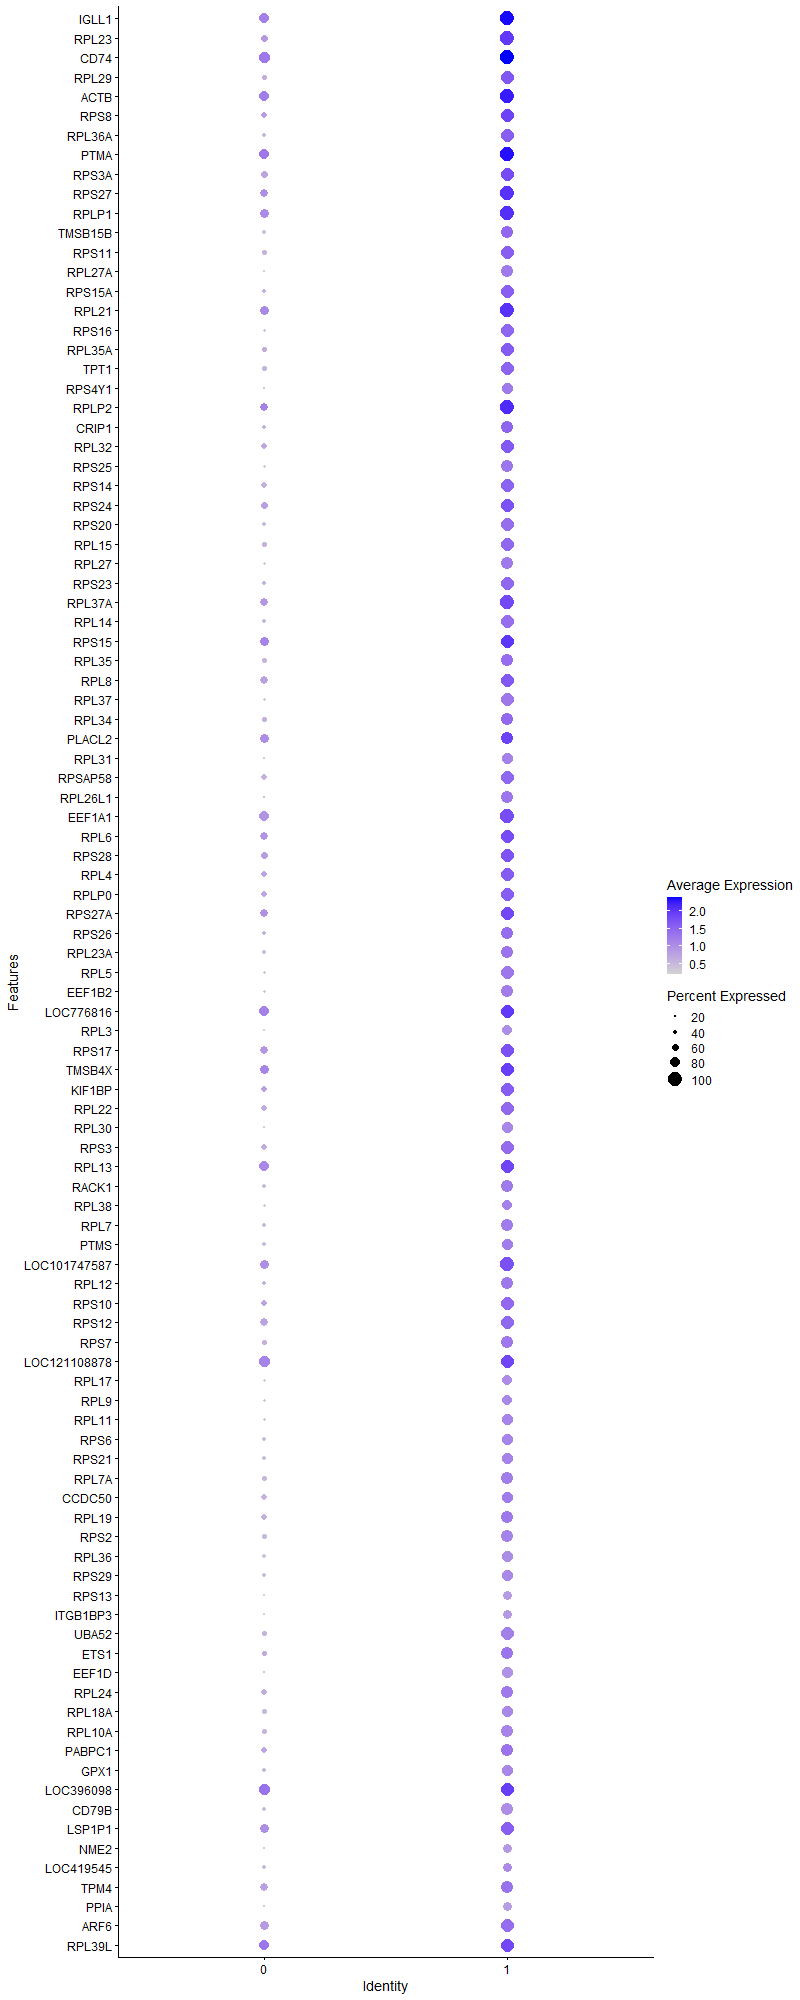 IGLL1
RPL23
CD74
RPL29
ACTB
RPS8
RPL36A
PTMA
RPS3A
RPS27
RPLP1
TMSB15B
RPS11
RPL27A
RPS15A
RPL21
RPS16
RPL35A
TPT1
RPS4Y1
RPLP2
CRIP1
RPL32
RPS25
RPS14
RPS24
RPS20
RPL15
RPL27
RPS23
RPL37A
RPL14
RPS15
RPL35
RPL8
RPL37
RPL34
PLACL2
RPL31
RPSAP58
RPL26L1
EEF1A1
RPL6
RPS28
RPL4
RPLP0
RPS27A
RPS26
RPL23A
RPL5
EEF1B2
LOC776816
RPL3
RPS17
TMSB4X
KIF1BP
RPL22
RPL30
RPS3
RPL13
RACK1
RPL38
RPL7
PTMS
LOC101747587
RPL12
RPS10
RPS12
RPS7
LOC121108878
RPL17
RPL9
RPL11
RPS6
RPS21
RPL7A
CCDC50
RPL19
RPS2
RPL36
RPS29
RPS13
ITGB1BP3
UBA52
ETS1
EEF1D
RPL24
RPL18A
RPL10A
PABPC1
GPX1
LOC396098
CD79B
LSP1P1
NME2
LOC419545
TPM4
PPIA
ARF6
RPL39L
Features
0 1
Identity
Average Expression
2.0
1.5
1.0
0.5
Percent Expressed
20
40
60
80
100